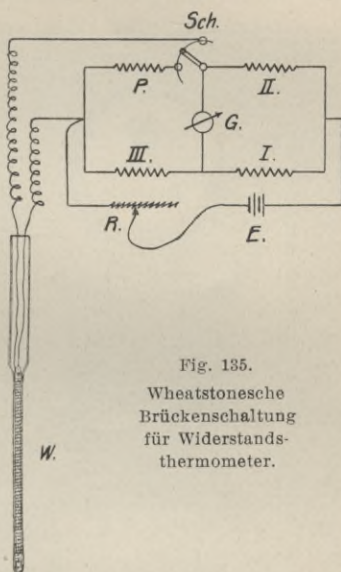 Sch.
P.
II.
G.
III.
I.
R.
E.
W.
Fig. 135.
Wheatstonesche
Brückenschaltung
für Widerstands-
thermometer.